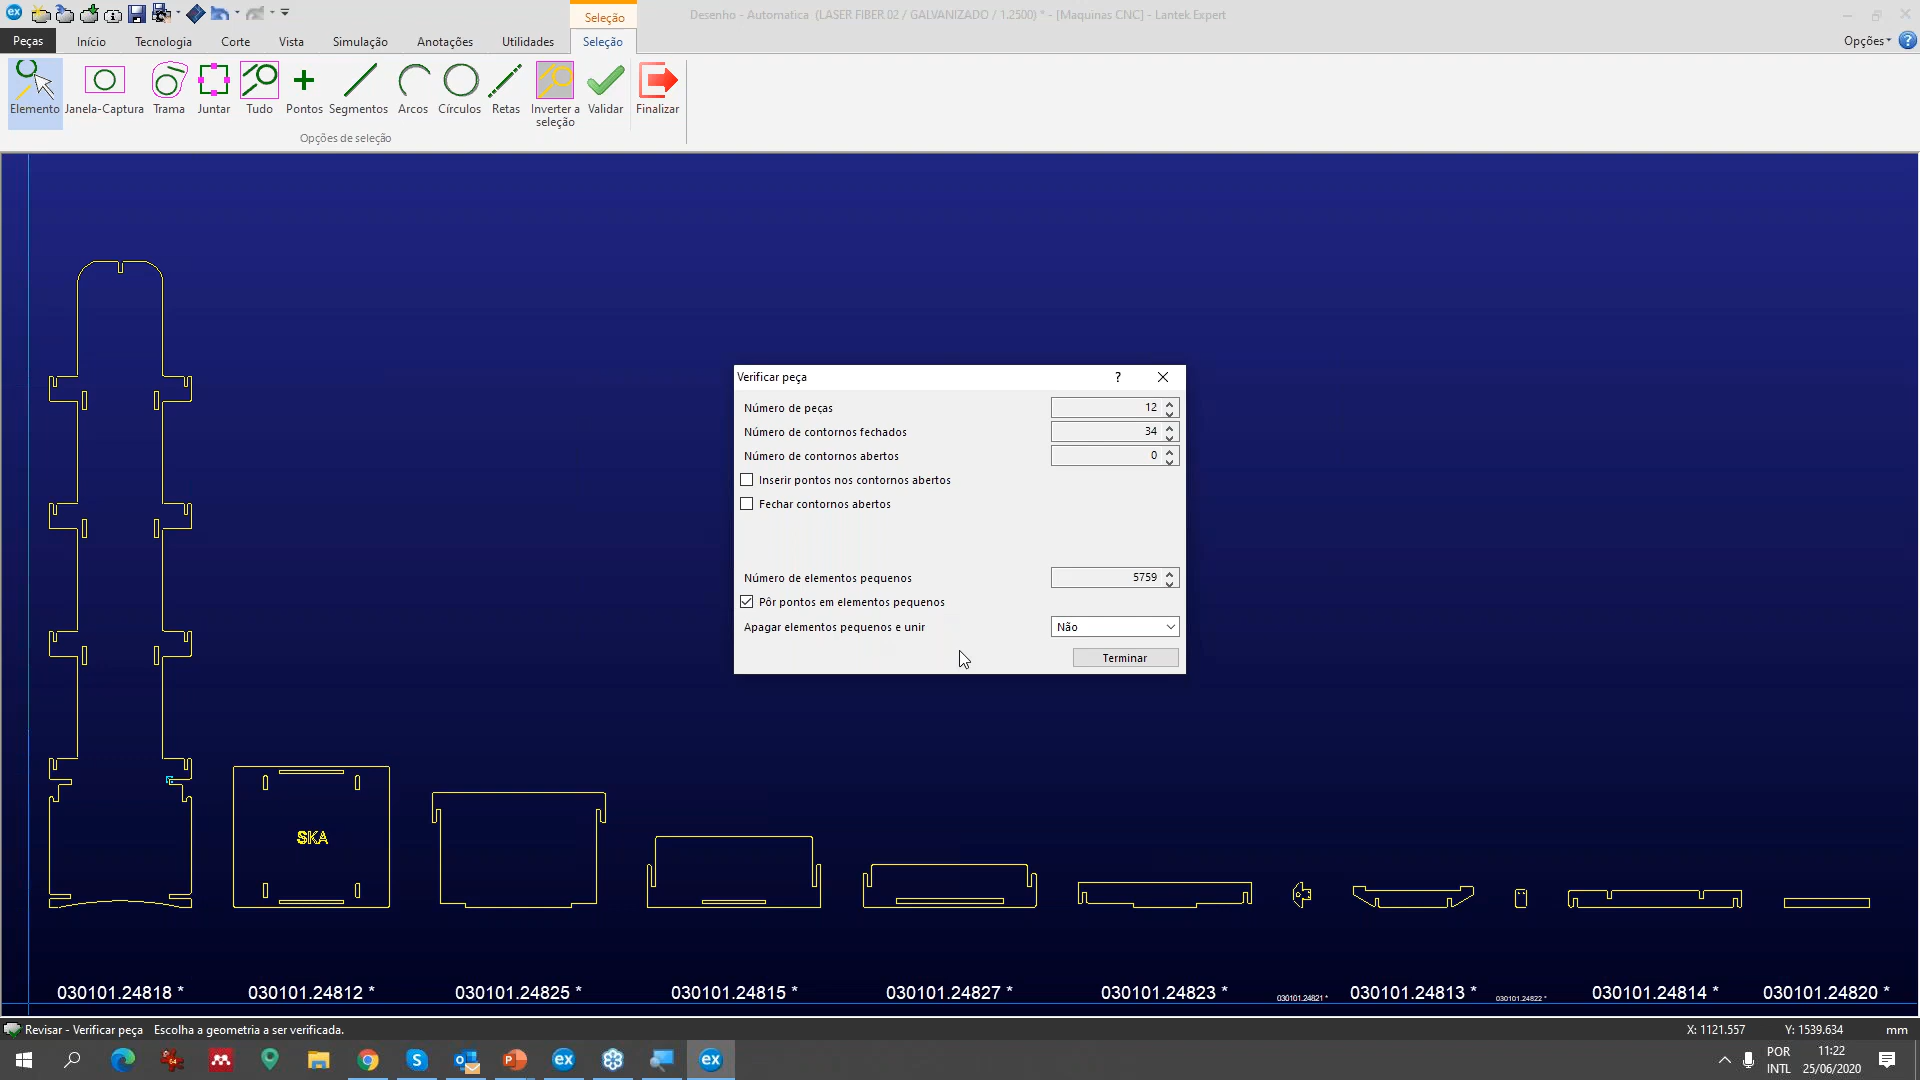 Desenho - Automatica (LASER FIBER 02 / GALVANIZADO / 1.2500) * - [Maquinas CNC] - Lantek Expert
Seleção
Peças Início Tecnologia Corte Vista Simulação Anotações Utilidades Seleção Opções
Elemento Janela-Captura Trama Juntar Tudo Pontos Segmentos Arcos Círculos Retas Inverter a seleção Validar Finalizar
Opções de seleção
Verificar peça ?
Número de peças 12
Número de contornos fechados 34
Número de contornos abertos 0
Inserir pontos nos contornos abertos
Fechar contornos abertos
Número de elementos pequenos 5759
Pôr pontos em elementos pequenos
Apagar elementos pequenos e unir Não
Terminar
SKA
030101.24818 * 030101.24812 * 030101.24825 * 030101.24815 * 030101.24827 * 030101.24823 * 030101.24821 * 030101.24813 * 030101.24822 * 030101.24814 * 030101.24820 *
Revisar - Verificar peça Escolha a geometria a ser verificada. X: 1121.557 Y: 1539.634 mm
POR
INTL
11:22
25/06/2020